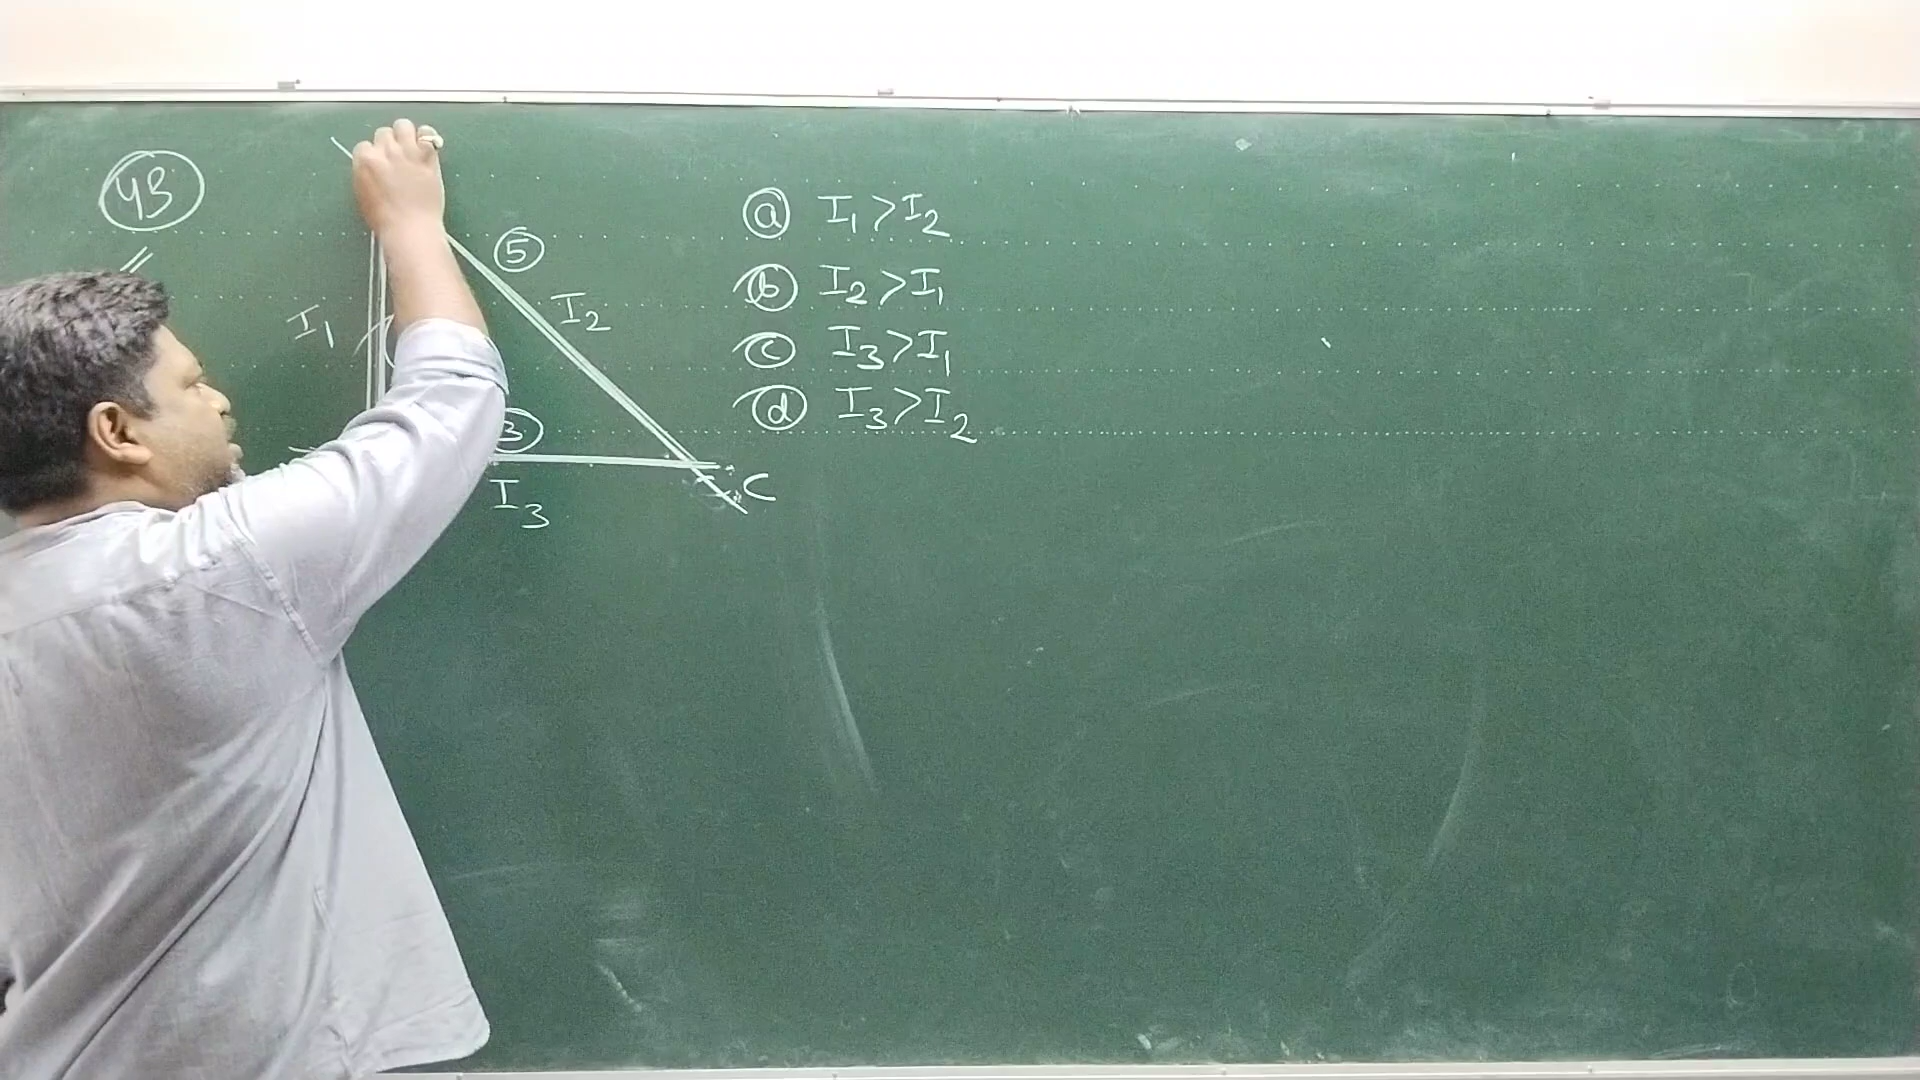 43
5
I₁
I₂
3
I₃
C
a I₁ > I₂
b I₂ > I₁
c I₃ > I₁
d I₃ > I₂